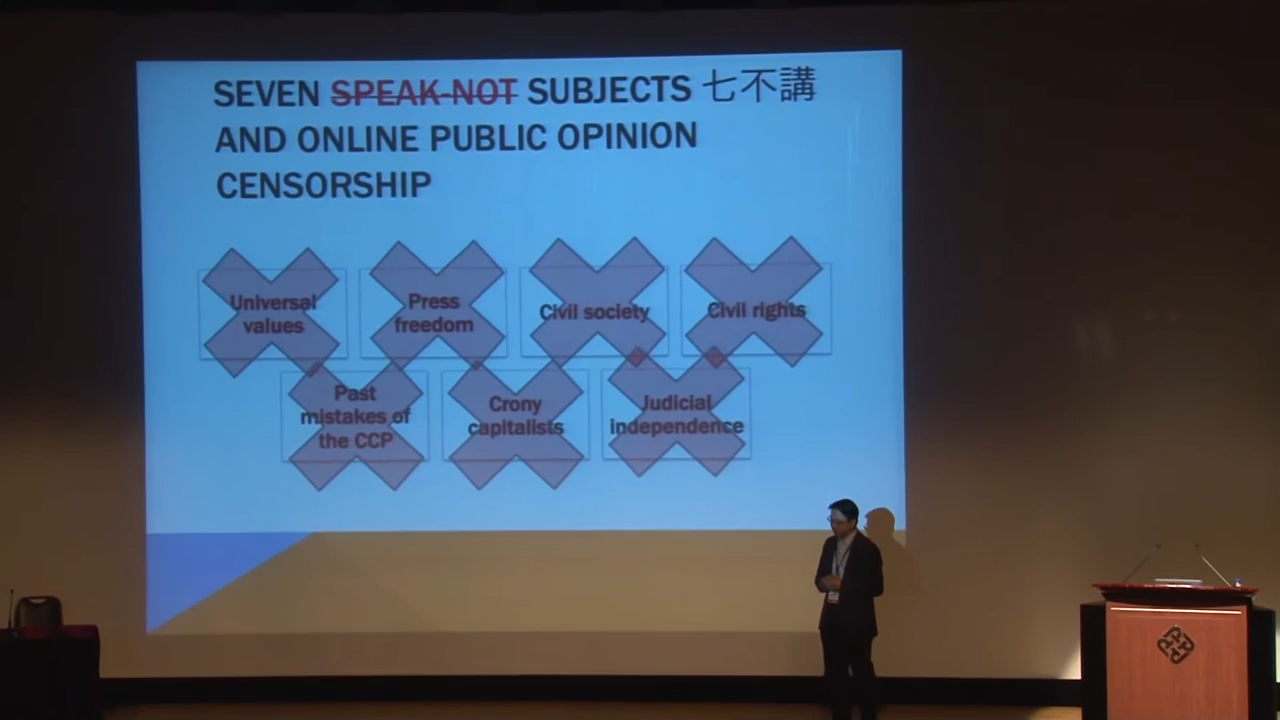 SEVEN SPEAK-NOT SUBJECTS 七不講
AND ONLINE PUBLIC OPINION
CENSORSHIP
Universal
values
Press
freedom
Civil society
Civil rights
Past
mistakes of
the CCP
Crony
capitalists
Judicial
independence